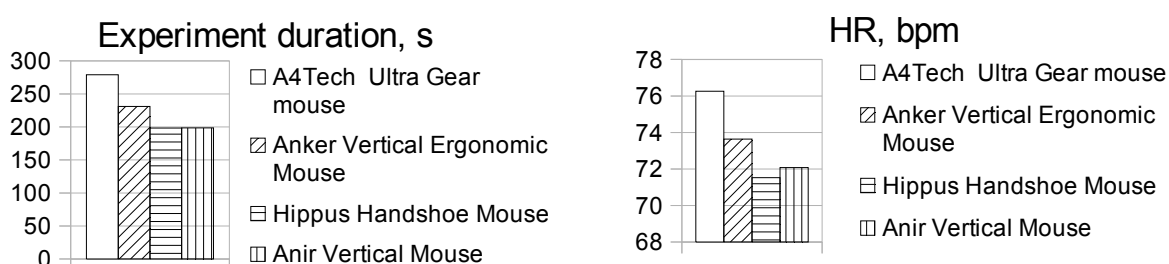 Experiment duration, s
300
250
200
150
100
50
0
A4Tech Ultra Gear
mouse
Anker Vertical Ergonomic
Mouse
Hippus Handshoe Mouse
Anir Vertical Mouse
HR, bpm
78
76
74
72
70
68
A4Tech Ultra Gear mouse
Anker Vertical Ergonomic
Mouse
Hippus Handshoe Mouse
Anir Vertical Mouse